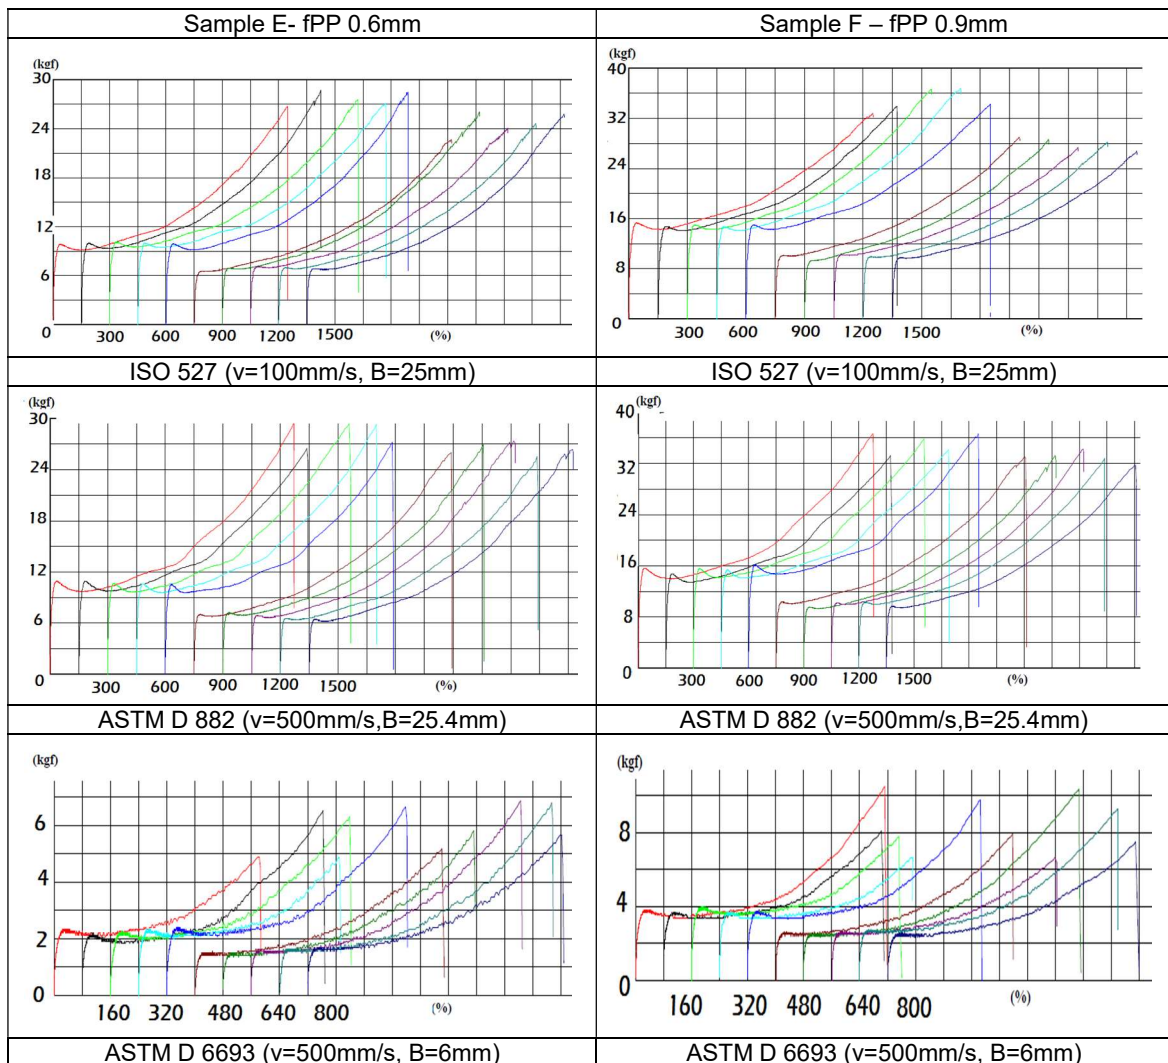 Sample E- fPP 0.6mm
Sample F – fPP 0.9mm
(kgf)
30
24
18
12
6
0
300 600 900 1200 1500 (%)
(kgf)
40
32
24
16
8
0
300 600 900 1200 1500 (%)
ISO 527 (v=100mm/s, B=25mm)
ISO 527 (v=100mm/s, B=25mm)
(kgf)
30
24
18
12
6
0
300 600 900 1200 1500 (%)
(kgf)
40
32
24
16
8
0
300 600 900 1200 1500 (%)
ASTM D 882 (v=500mm/s,B=25.4mm)
ASTM D 882 (v=500mm/s,B=25.4mm)
(kgf)
6
4
2
0
160 320 480 640 800 (%)
(kgf)
8
4
0
160 320 480 640 800 (%)
ASTM D 6693 (v=500mm/s, B=6mm)
ASTM D 6693 (v=500mm/s, B=6mm)